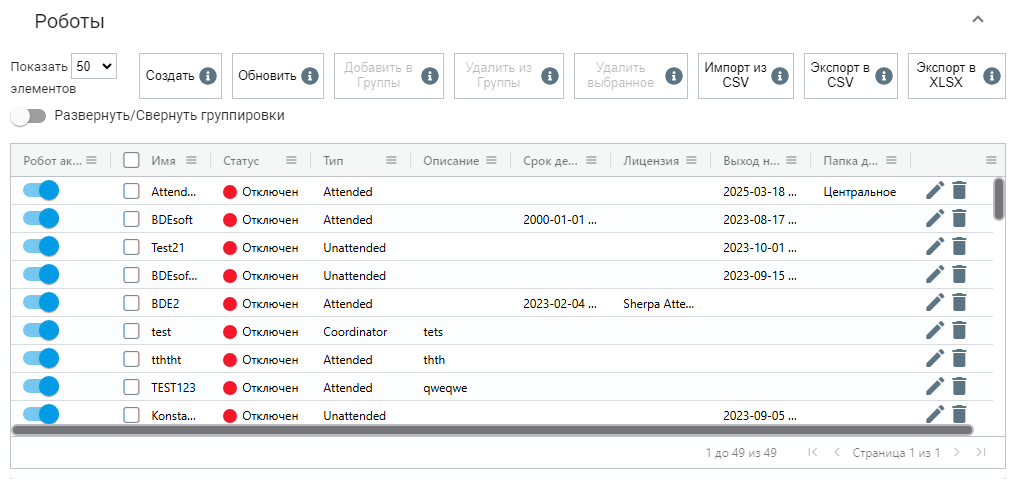 Роботы
Показать 50 элементов
Создать
Обновить
Добавить в Группы
Удалить из Группы
Удалить выбранное
Импорт из CSV
Экспорт в CSV
Экспорт в XLSX
Развернуть/Свернуть группировки
Робот ак... Имя Статус Тип Описание Срок де... Лицензия Выход н... Папка д...
Attend... Отключен Attended 2025-03-18 ... Центральное
BDEsoft Отключен Attended 2000-01-01 ... 2023-08-17 ...
Test21 Отключен Unattended 2023-10-01 ...
BDEsof... Отключен Unattended 2023-09-15 ...
BDE2 Отключен Attended 2023-02-04 ... Sherpa Atte...
test Отключен Coordinator tets
tththt Отключен Attended thth
TEST123 Отключен Attended qweqwe
Konsta... Отключен Unattended 2023-09-05 ...
1 до 49 из 49 Страница 1 из 1